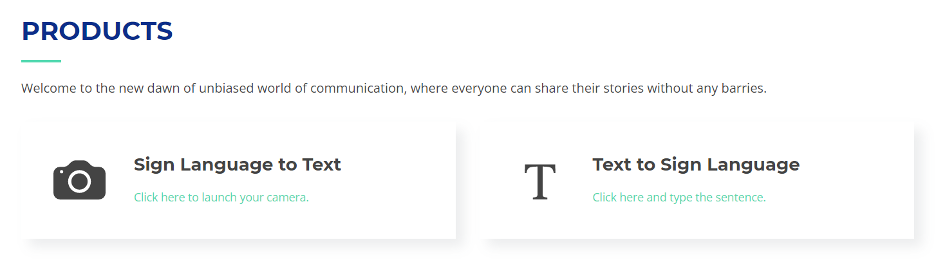 PRODUCTS
Welcome to the new dawn of unbiased world of communication, where everyone can share their stories without any barries.
Sign Language to Text
Click here to launch your camera.
T
Text to Sign Language
Click here and type the sentence.